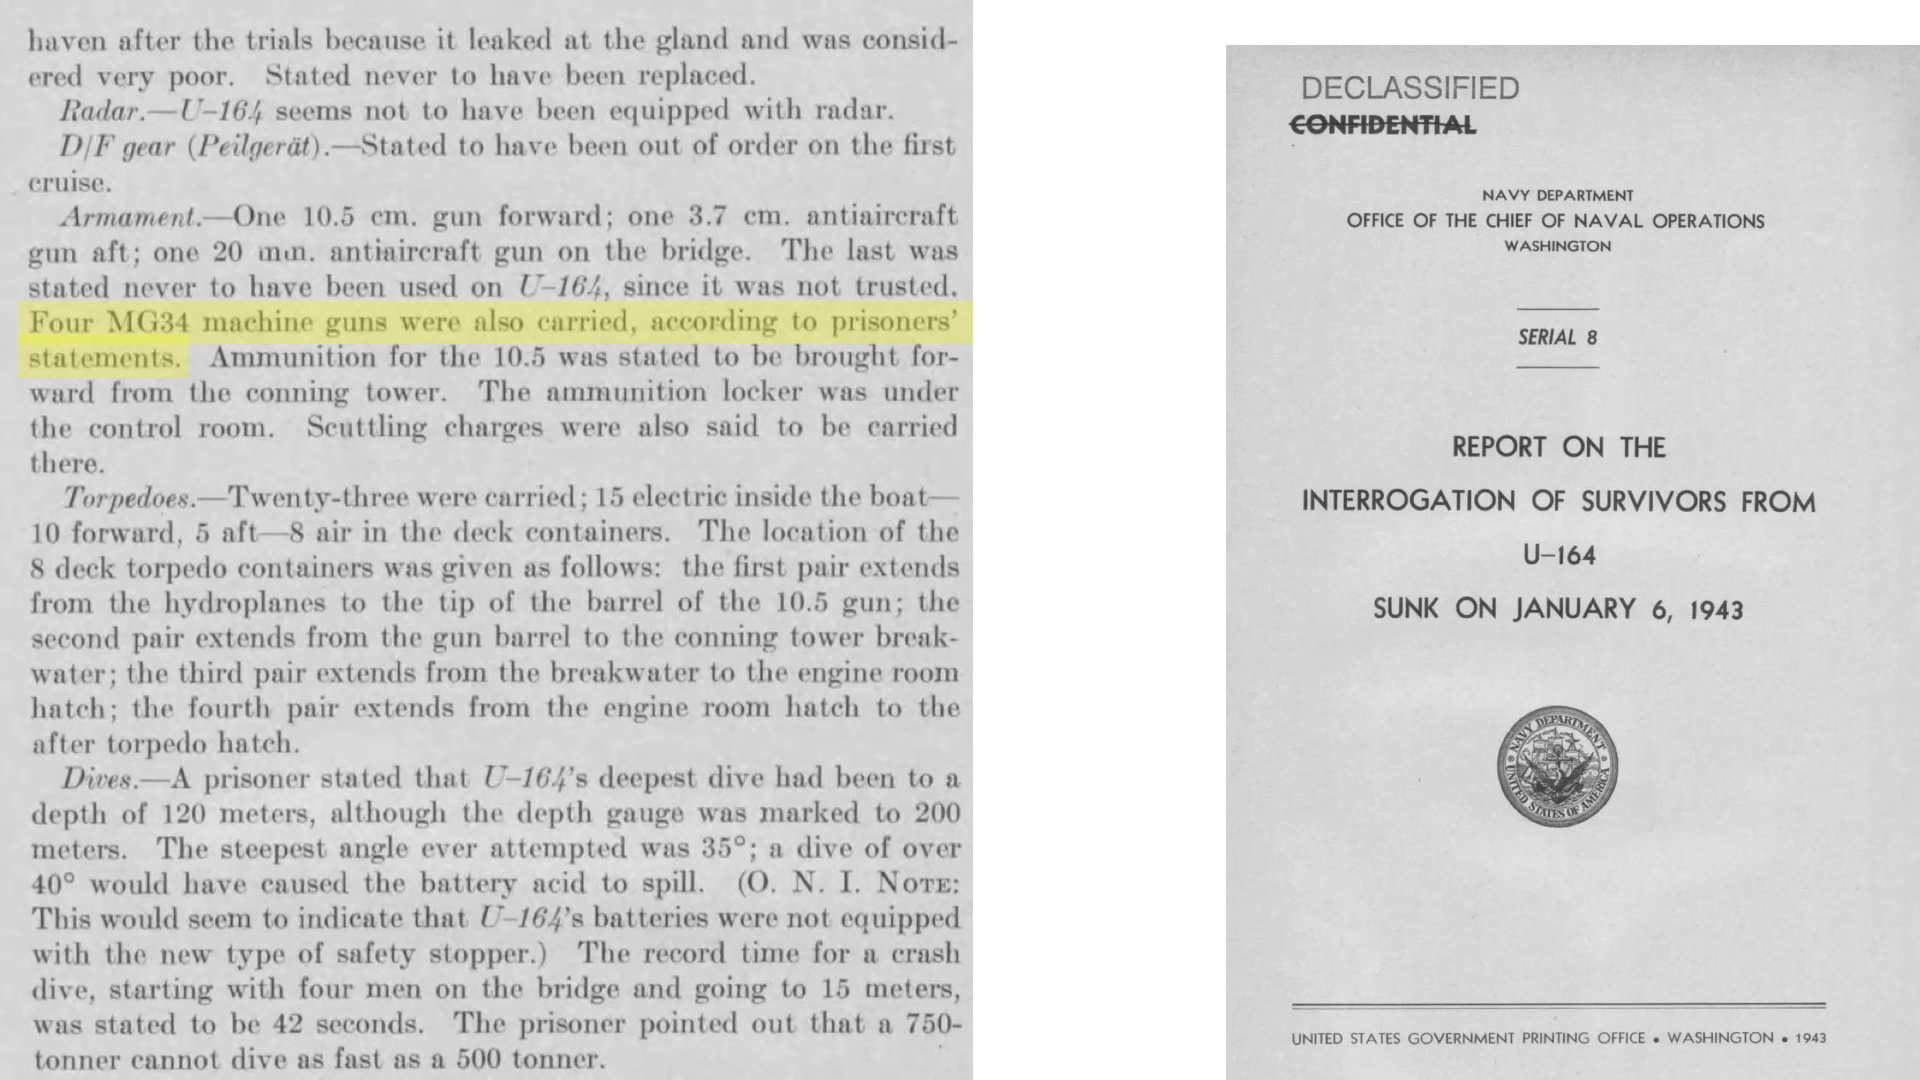 haven after the trials because it leaked at the gland and was consid-
ered very poor. Stated never to have been replaced.
Radar.—U–164 seems not to have been equipped with radar.
D/F gear (Peilgerät).—Stated to have been out of order on the first
cruise.
Armament.—One 10.5 cm. gun forward; one 3.7 cm. antiaircraft
gun aft; one 20 mm. antiaircraft gun on the bridge. The last was
stated never to have been used on U–164, since it was not trusted.
Four MG34 machine guns were also carried, according to prisoners’
statements. Ammunition for the 10.5 was stated to be brought for-
ward from the conning tower. The ammunition locker was under
the control room. Scuttling charges were also said to be carried
there.
Torpedoes.—Twenty-three were carried; 15 electric inside the boat—
10 forward, 5 aft—8 air in the deck containers. The location of the
8 deck torpedo containers was given as follows: the first pair extends
from the hydroplanes to the tip of the barrel of the 10.5 gun; the
second pair extends from the gun barrel to the conning tower break-
water; the third pair extends from the breakwater to the engine room
hatch; the fourth pair extends from the engine room hatch to the
after torpedo hatch.
Dives.—A prisoner stated that U–164’s deepest dive had been to a
depth of 120 meters, although the depth gauge was marked to 200
meters. The steepest angle ever attempted was 35°; a dive of over
40° would have caused the battery acid to spill. (O. N. I. NOTE:
This would seem to indicate that U–164’s batteries were not equipped
with the new type of safety stopper.) The record time for a crash
dive, starting with four men on the bridge and going to 15 meters,
was stated to be 42 seconds. The prisoner pointed out that a 750-
tonner cannot dive as fast as a 500 tonner.
DECLASSIFIED
CONFIDENTIAL
NAVY DEPARTMENT
OFFICE OF THE CHIEF OF NAVAL OPERATIONS
WASHINGTON
SERIAL 8
REPORT ON THE
INTERROGATION OF SURVIVORS FROM
U–164
SUNK ON JANUARY 6, 1943
NAVY DEPARTMENT
UNITED STATES OF AMERICA
UNITED STATES GOVERNMENT PRINTING OFFICE • WASHINGTON • 1943